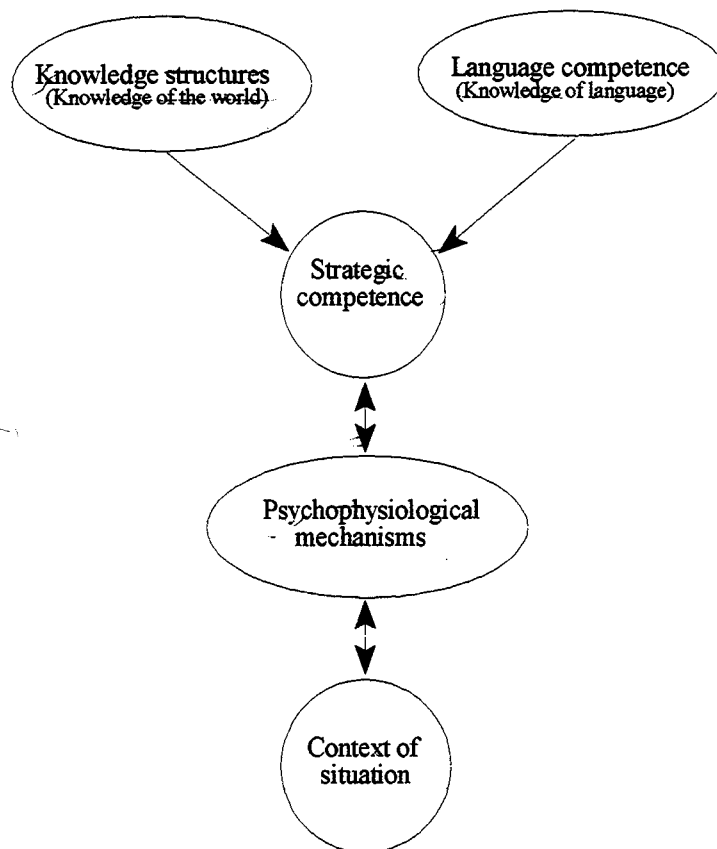 Knowledge structures
(Knowledge of the world)
Language competence
(Knowledge of language)
Strategic
competence
Psychophysiological
mechanisms
Context of
situation